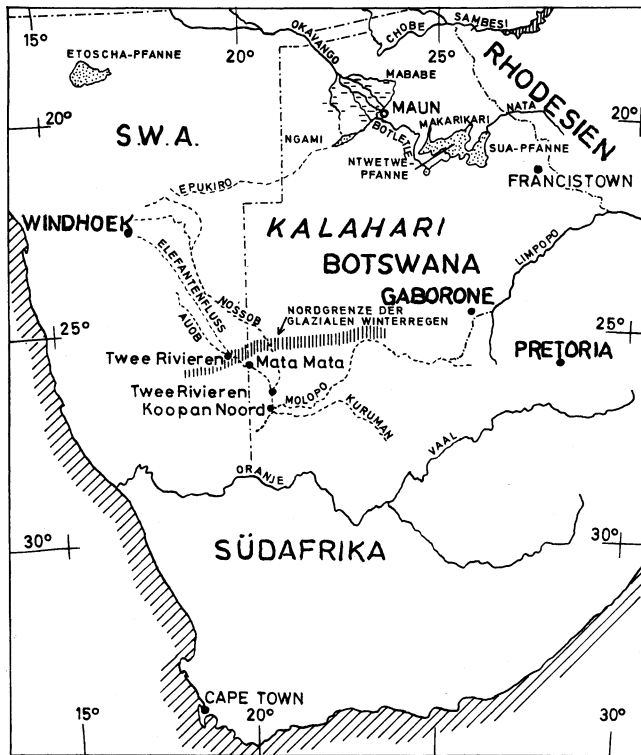 15°
20°
25°
OKAVANGO
CHOBE
SAMBESI
ETOSCHA-PFANNE
MABABE
RHODESIEN
MAUN
20°
20°
S.W.A.
NGAMI
BOTLETLE
MAKARIKARI
NATA
SUA-PFANNE
NTWETWE-
PFANNE
FRANCISTOWN
EPUKIRO
WINDHOEK
KALAHARI
BOTSWANA
LIMPOPO
ELEFANTENFLUSS
NOSSOB
AUOB
GABORONE
NORDGRENZE DER
GLAZIALEN WINTERREGEN
25°
25°
Twee Rivieren
Mata Mata
PRETORIA
Twee Rivieren
Koopan Noord
MOLOPO
KURUMAN
VAAL
ORANJE
30°
30°
SÜDAFRIKA
CAPE TOWN
15°
20°
25°